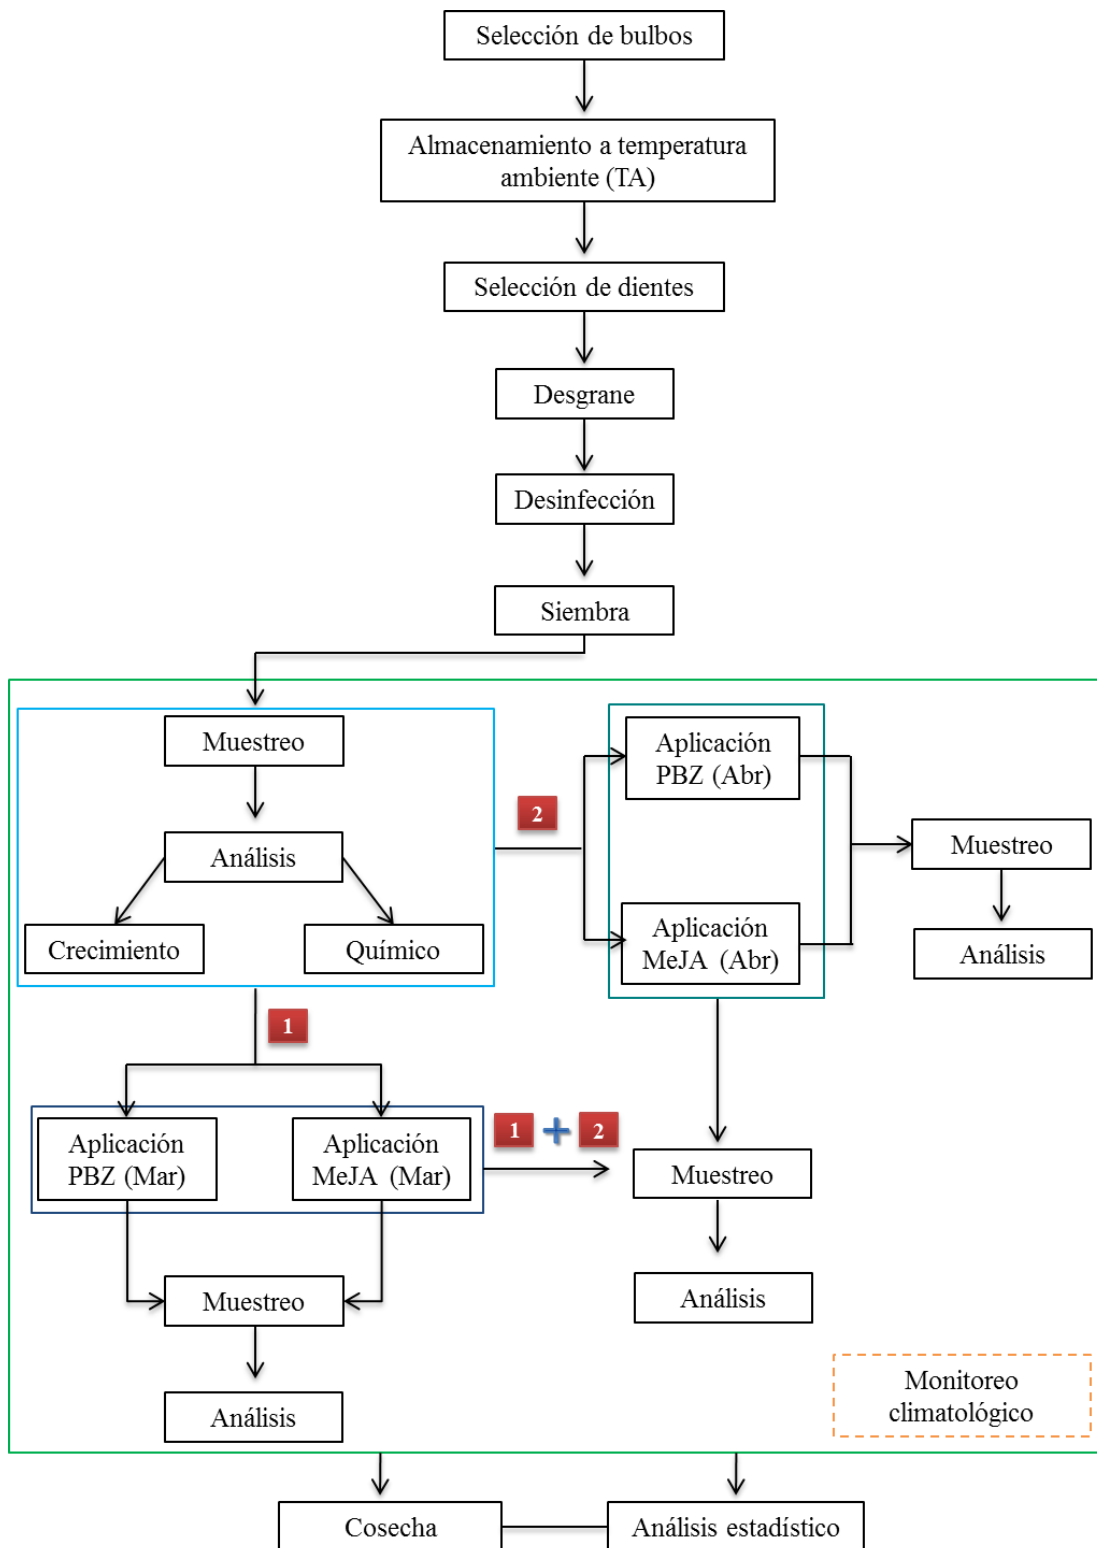 Selección de bulbos
Almacenamiento a temperatura
ambiente (TA)
Selección de dientes
Desgrane
Desinfección
Siembra
Muestreo
Análisis
Crecimiento
Químico
2
Aplicación
PBZ (Abr)
Aplicación
MeJA (Abr)
Muestreo
Análisis
1
Aplicación
PBZ (Mar)
Aplicación
MeJA (Mar)
1 + 2
Muestreo
Análisis
Muestreo
Análisis
Monitoreo
climatológico
Cosecha
Análisis estadístico